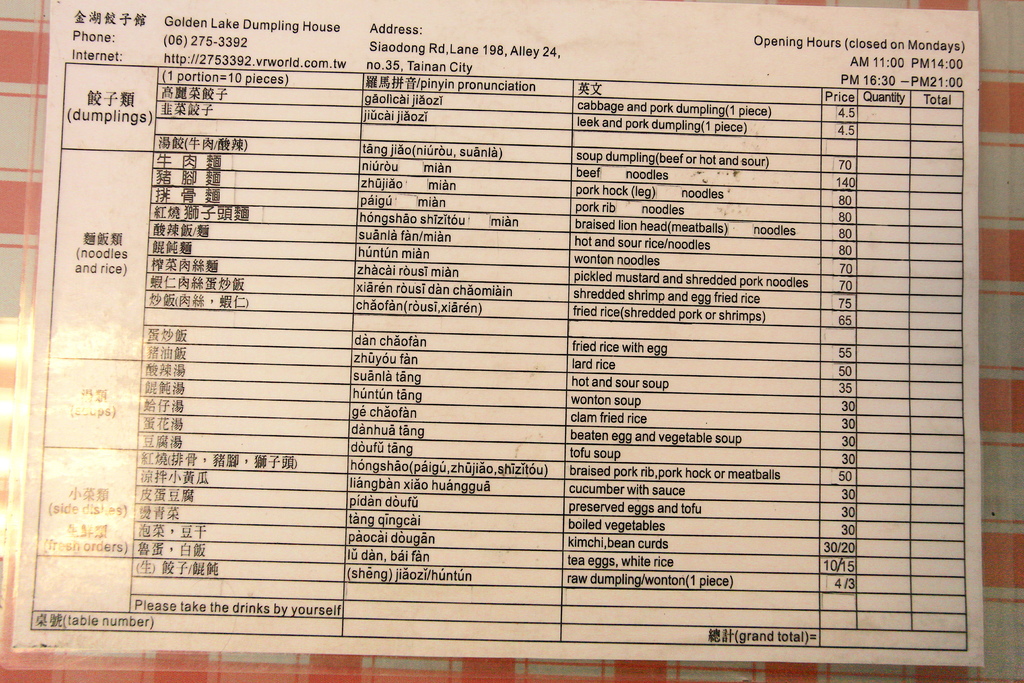 金湖餃子館 Golden Lake Dumpling House
Phone: (06) 275-3392
Internet: http://2753392.vrworld.com.tw
Address:
Siaodong Rd,Lane 198, Alley 24,
no.35, Tainan City
Opening Hours (closed on Mondays)
AM 11:00 PM14:00
PM 16:30 –PM21:00
(1 portion=10 pieces) 羅馬拼音/pinyin pronunciation 英文 Price Quantity Total
餃子類
(dumplings)
高麗菜餃子 gāolìcài jiǎozǐ cabbage and pork dumpling(1 piece) 4.5
韭菜餃子 jiǔcài jiǎozǐ leek and pork dumpling(1 piece) 4.5
湯餃(牛肉/酸辣) tāng jiǎo(niúròu, suānlà) soup dumpling(beef or hot and sour) 70
麵飯類
(noodles
and rice)
牛肉麵 niúròu miàn beef noodles 140
豬腳麵 zhūjiǎo miàn pork hock (leg) noodles 80
排骨麵 páigú miàn pork rib noodles 80
紅燒獅子頭麵 hóngshāo shīzǐtóu miàn braised lion head(meatballs) noodles 80
酸辣飯/麵 suānlà fàn/miàn hot and sour rice/noodles 80
餛飩麵 húntún miàn wonton noodles 70
榨菜肉絲麵 zhàcài ròusī miàn pickled mustard and shredded pork noodles 70
蝦仁肉絲蛋炒飯 xiārén ròusī dàn chǎomiàin shredded shrimp and egg fried rice 75
炒飯(肉絲，蝦仁) chǎofàn(ròusī,xiārén) fried rice(shredded pork or shrimps) 65
蛋炒飯 dàn chǎofàn fried rice with egg 55
豬油飯 zhūyóu fàn lard rice 50
湯類
(soups)
酸辣湯 suānlà tāng hot and sour soup 35
餛飩湯 húntún tāng wonton soup 30
蛤仔湯 gé chǎofàn clam fried rice 30
蛋花湯 dànhuā tāng beaten egg and vegetable soup 30
豆腐湯 dòufǔ tāng tofu soup 30
小菜類
(side dishes)
紅燒(排骨，豬腳，獅子頭) hóngshāo(páigú,zhūjiǎo,shīzǐtóu) braised pork rib,pork hock or meatballs 50
涼拌小黃瓜 liángbàn xiǎo huángguā cucumber with sauce 30
皮蛋豆腐 pídàn dòufǔ preserved eggs and tofu 30
燙青菜 tàng qīngcài boiled vegetables 30
泡菜，豆干 pàocài dòugān kimchi,bean curds 30/20
魯蛋，白飯 lǔ dàn, bái fàn tea eggs, white rice 10/15
(fresh orders)
(生) 餃子/餛飩 (shēng) jiǎozǐ/húntún raw dumpling/wonton(1 piece) 4/3
Please take the drinks by yourself
桌號(table number)
總計(grand total)=